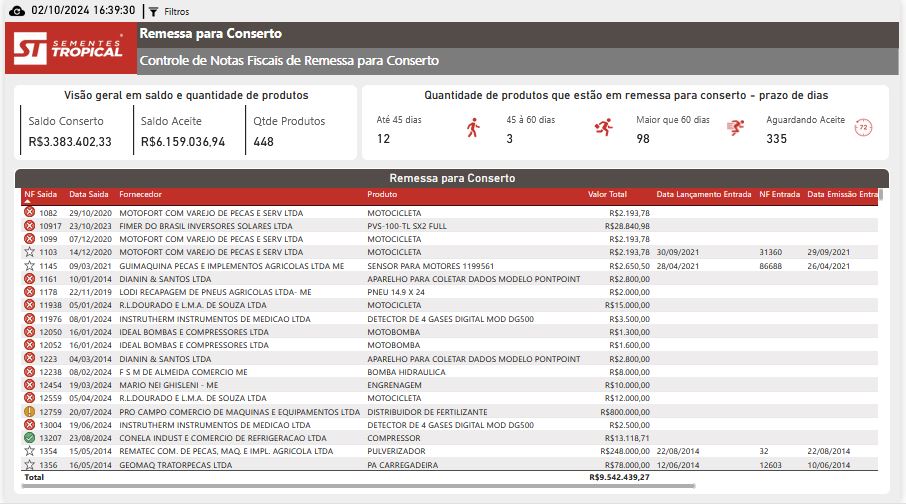 02/10/2024 16:39:30 Filtros
ST SEMENTES TROPICAL
Remessa para Conserto
Controle de Notas Fiscais de Remessa para Conserto
Visão geral em saldo e quantidade de produtos
Saldo Conserto Saldo Aceite Qtde Produtos
R$3.383.402,33 R$6.159.036,94 448
Quantidade de produtos que estão em remessa para conserto - prazo de dias
Até 45 dias 45 à 60 dias Maior que 60 dias Aguardando Aceite
12 3 98 335 72
Remessa para Conserto
NF Saída Data Saída Fornecedor Produto Valor Total Data Lançamento Entrada NF Entrada Data Emissão Entra
1082 29/10/2020 MOTOFORT COM VAREJO DE PECAS E SERV LTDA MOTOCICLETA R$2.193,78
10917 23/10/2023 FIMER DO BRASIL INVERSORES SOLARES LTDA PVS-100-TL SX2 FULL R$28.840,98
1099 07/12/2020 MOTOFORT COM VAREJO DE PECAS E SERV LTDA MOTOCICLETA R$2.193,78
1103 14/12/2020 MOTOFORT COM VAREJO DE PECAS E SERV LTDA MOTOCICLETA R$2.193,78 30/09/2021 31360 29/09/2021
1145 09/03/2021 GUIMAQUINA PECAS E IMPLEMENTOS AGRICOLAS LTDA ME SENSOR PARA MOTORES 1199561 R$2.650,50 28/04/2021 86688 26/04/2021
1161 10/01/2014 DIANIN & SANTOS LTDA APARELHO PARA COLETAR DADOS MODELO PONTPOINT R$2.800,00
1178 22/11/2019 LODI RECAPAGEM DE PNEUS AGRICOLAS LTDA- ME PNEU 14.9 X 24 R$2.000,00
11938 05/01/2024 R.L.DOURADO E L.M.A. DE SOUZA LTDA MOTOCICLETA R$15.000,00
11976 08/01/2024 INSTRUTHERM INSTRUMENTOS DE MEDICAO LTDA DETECTOR DE 4 GASES DIGITAL MOD DG500 R$3.500,00
12050 16/01/2024 IDEAL BOMBAS E COMPRESSORES LTDA MOTOBOMBA R$1.300,00
12052 16/01/2024 IDEAL BOMBAS E COMPRESSORES LTDA MOTOBOMBA R$1.600,00
1223 04/03/2014 DIANIN & SANTOS LTDA APARELHO PARA COLETAR DADOS MODELO PONTPOINT R$2.800,00
12238 08/02/2024 F S M DE ALMEIDA COMERCIO ME BOMBA HIDRAULICA R$8.000,00
12454 19/03/2024 MARIO NEI GHISLENI - ME ENGRENAGEM R$10.000,00
12559 05/04/2024 R.L.DOURADO E L.M.A. DE SOUZA LTDA MOTOCICLETA R$12.000,00
12759 20/07/2024 PRO CAMPO COMERCIO DE MAQUINAS E EQUIPAMENTOS LTDA DISTRIBUIDOR DE FERTILIZANTE R$800.000,00
13004 19/06/2024 INSTRUTHERM INSTRUMENTOS DE MEDICAO LTDA DETECTOR DE 4 GASES DIGITAL MOD DG500 R$2.500,00
13207 23/08/2024 CONELA INDUST E COMERCIO DE REFRIGERACAO LTDA COMPRESSOR R$13.118,71
1354 15/05/2014 REMATEC COM. DE PECAS, MAQ. E IMPL. AGRICOLA LTDA PULVERIZADOR R$248.000,00 22/08/2014 32 22/08/2014
1356 16/05/2014 GEOMAQ TRATORPECAS LTDA PA CARREGADEIRA R$78.000,00 12/06/2014 12603 10/06/2014
Total R$9.542.439,27